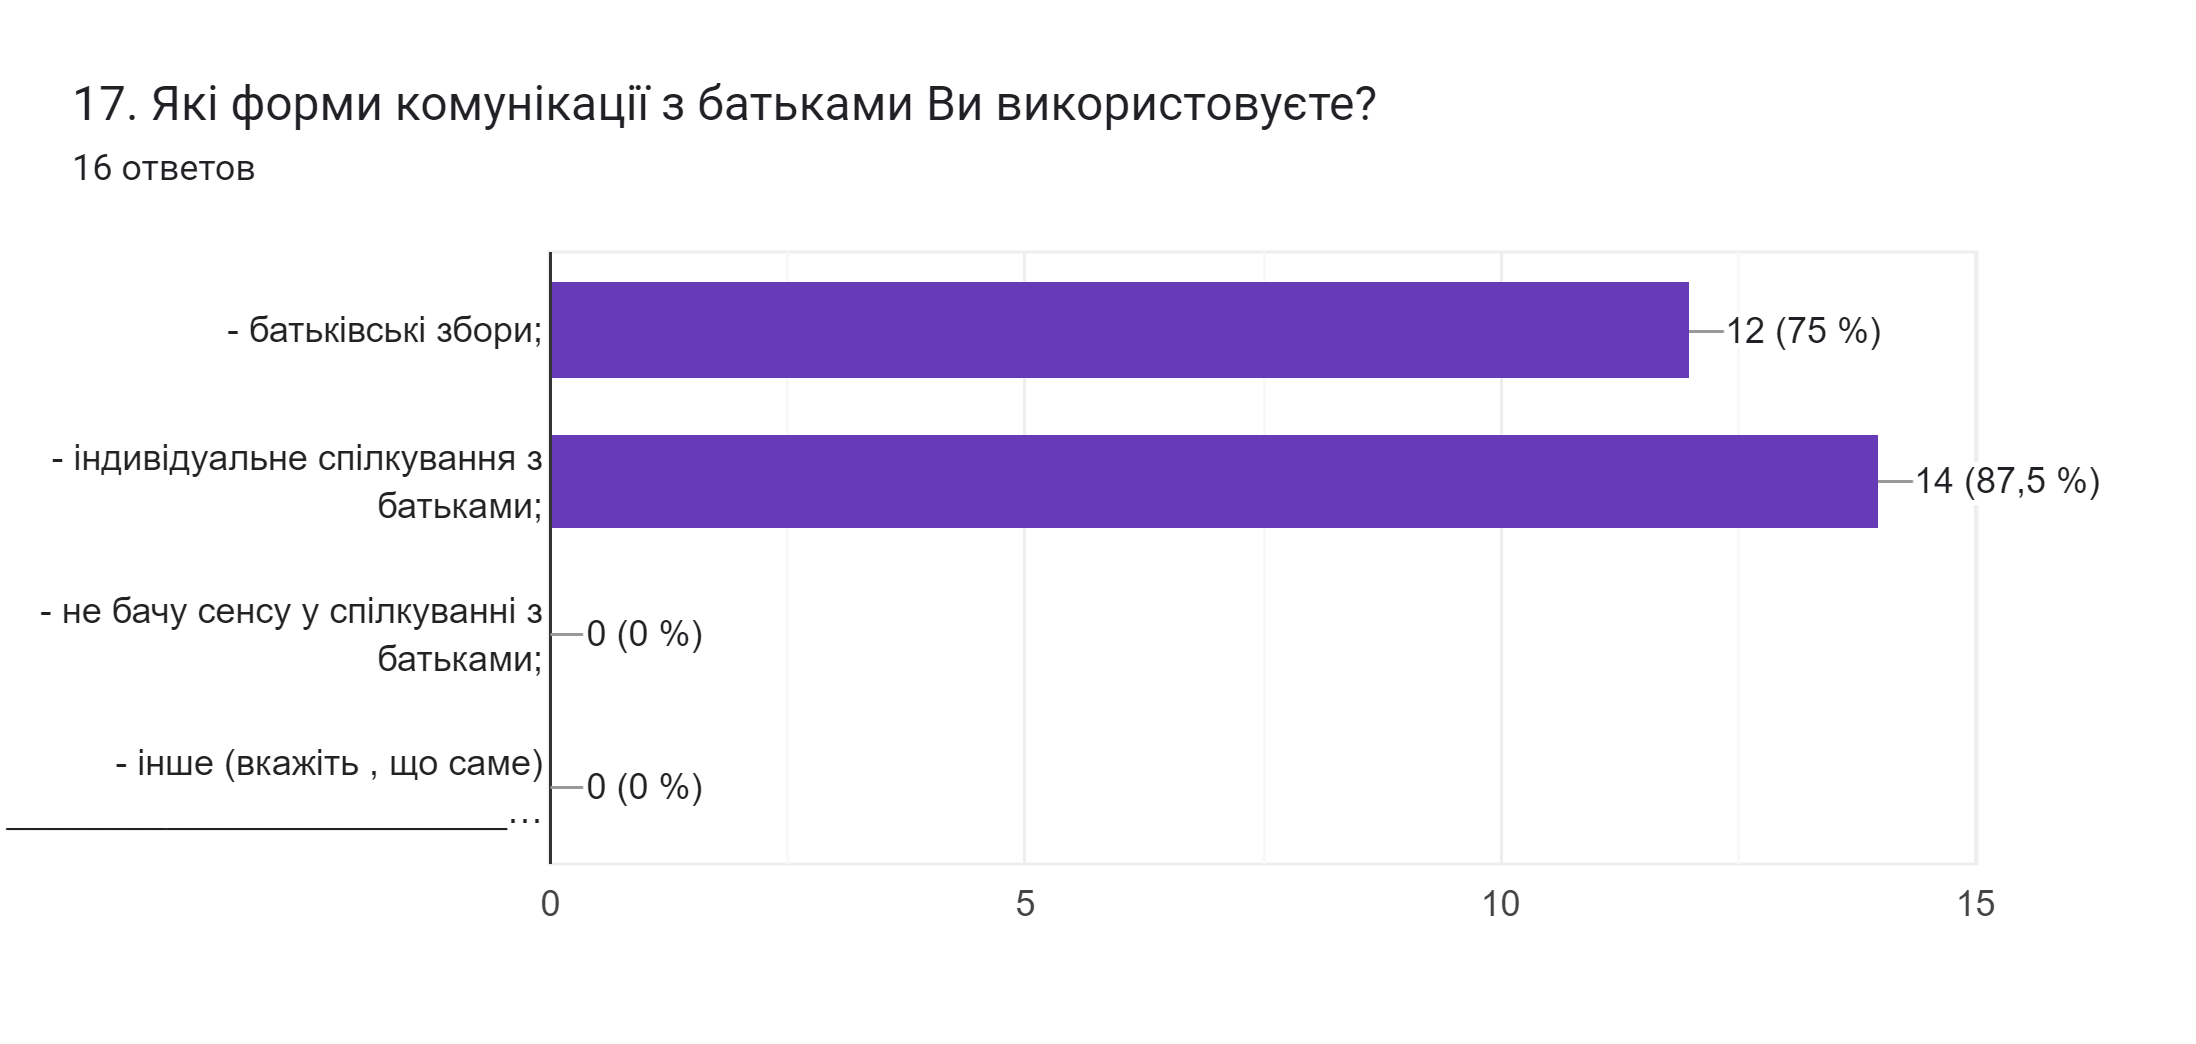 17. Які форми комунікації з батьками Ви використовуєте?
16 ответов
- батьківські збори;
12 (75 %)
- індивідуальне спілкування з
батьками;
14 (87,5 %)
- не бачу сенсу у спілкуванні з
батьками;
0 (0 %)
- інше (вкажіть , що саме)
___________________________…
0 (0 %)
0 5 10 15